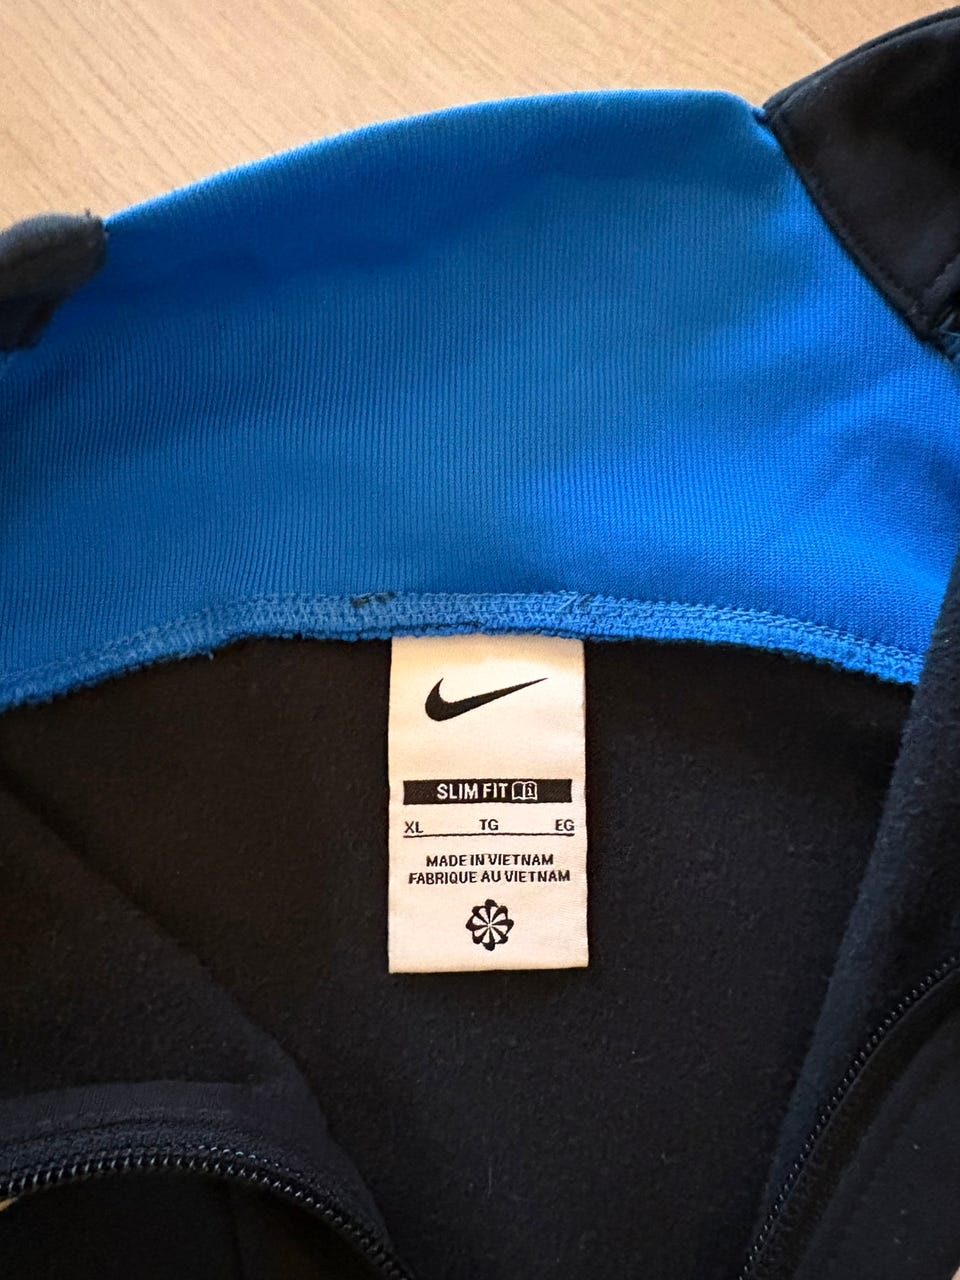 SLIM FIT
XL TG EG
MADE IN VIETNAM
FABRIQUE AU VIETNAM